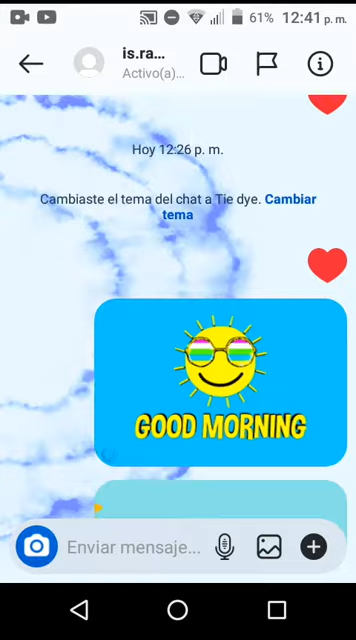 61% 12:41 p. m.
is.ra...
Activo(a)...
Hoy 12:26 p. m.
Cambiaste el tema del chat a Tie dye. Cambiar
tema
GOOD MORNING
Enviar mensaje...